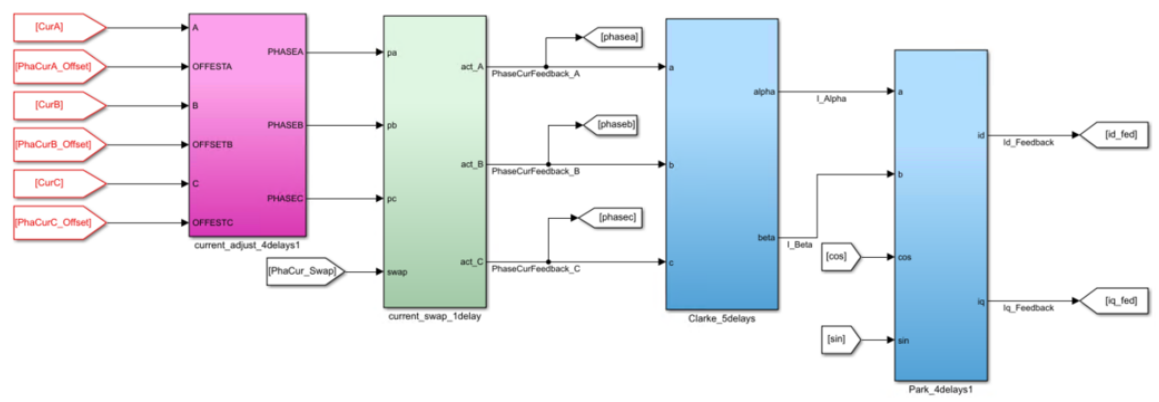 [CurA]
[PhaCurA_Offset]
[CurB]
[PhaCurB_Offset]
[CurC]
[PhaCurC_Offset]
A
OFFESTA
B
OFFSETB
C
OFFESTC
PHASEA
PHASEB
PHASEC
current_adjust_4delays1
[PhaCur_Swap]
pa
pb
pc
swap
act_A
act_B
act_C
current_swap_1delay
[phasea]
PhaseCurFeedback_A
[phaseb]
PhaseCurFeedback_B
[phasec]
PhaseCurFeedback_C
a
b
c
alpha
beta
Clarke_5delays
I_Alpha
I_Beta
[cos]
[sin]
a
b
cos
sin
id
iq
Park_4delays1
Id_Feedback
Iq_Feedback
[id_fed]
[iq_fed]